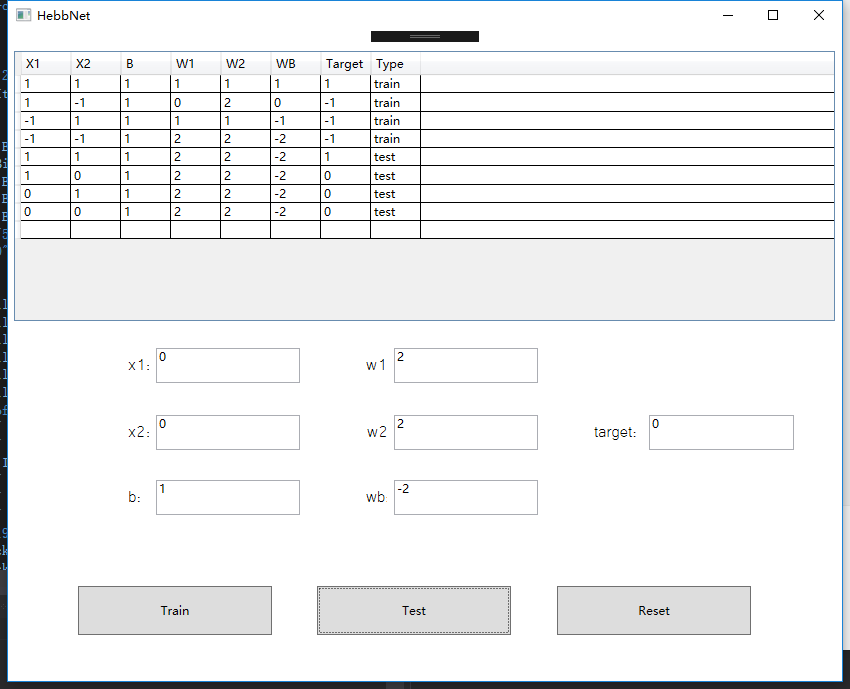 HebbNet
X1 X2 B W1 W2 WB Target Type
1 1 1 1 1 1 1 train
1 -1 1 0 2 0 -1 train
-1 1 1 1 1 -1 -1 train
-1 -1 1 2 2 -2 -1 train
1 1 1 2 2 -2 1 test
1 0 1 2 2 -2 0 test
0 1 1 2 2 -2 0 test
0 0 1 2 2 -2 0 test
x1: 0 w1 2
x2: 0 w2 2 target: 0
b: 1 wb -2
Train Test Reset